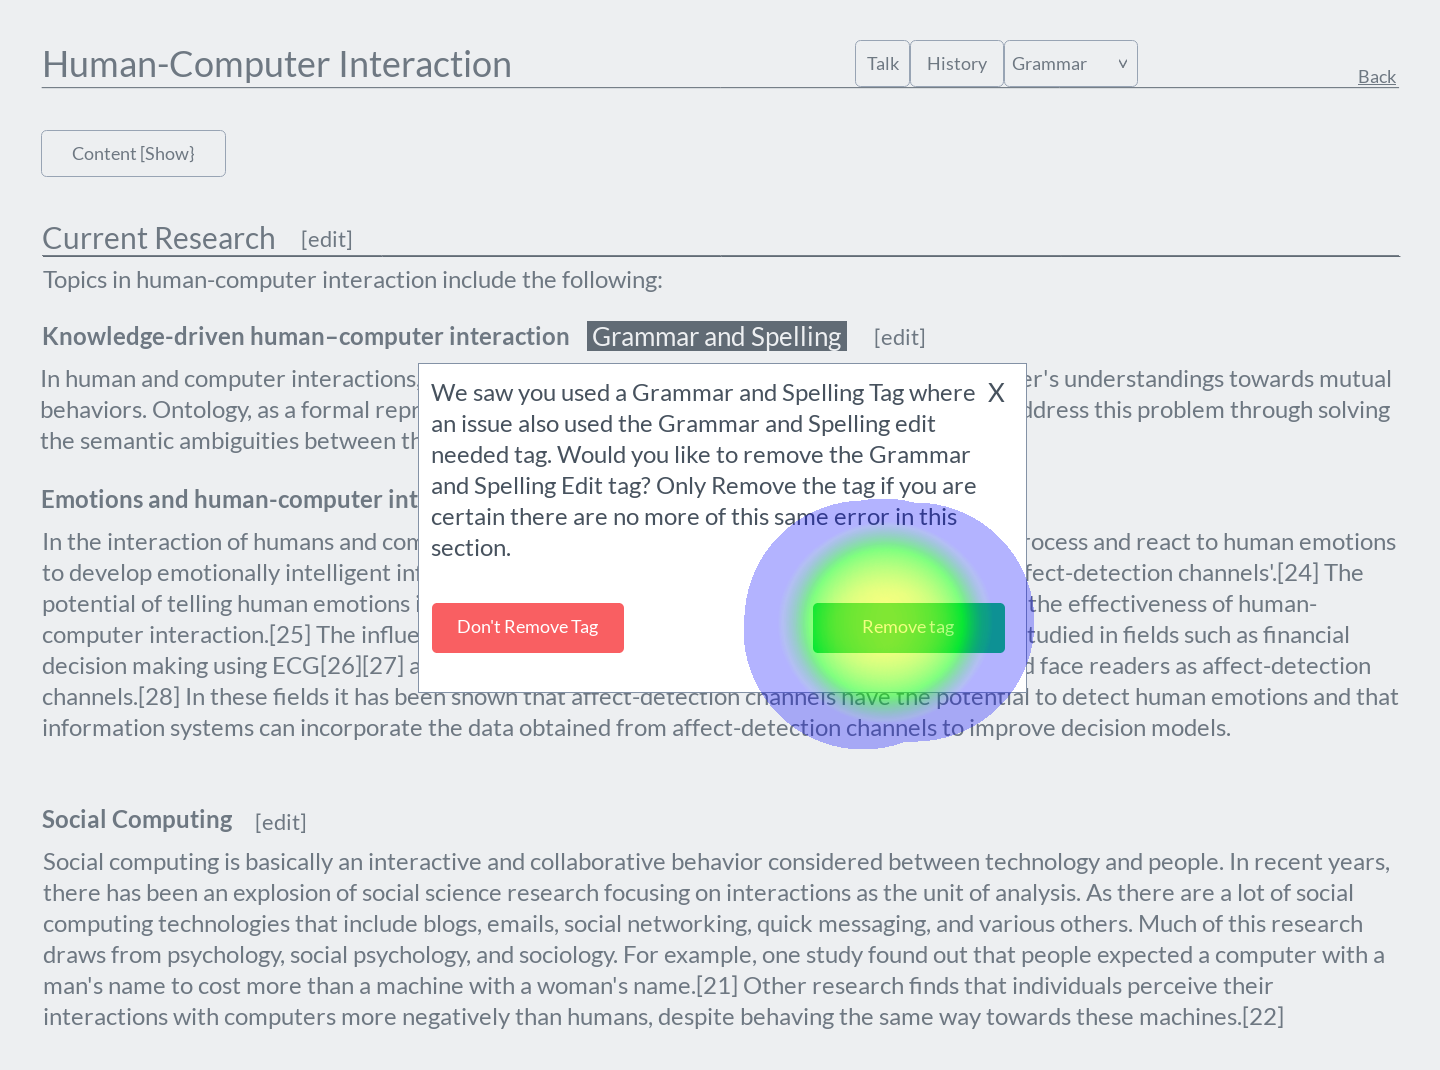 Human-Computer Interaction
Talk
History
Grammar
Back
Content [Show}
Current Research [edit]
Topics in human-computer interaction include the following:
Knowledge-driven human–computer interaction Grammar and Spelling [edit]
In human and computer interactions, er's understandings towards mutual
behaviors. Ontology, as a formal repr ddress this problem through solving
the semantic ambiguities between th
We saw you used a Grammar and Spelling Tag where X
an issue also used the Grammar and Spelling edit
needed tag. Would you like to remove the Grammar
and Spelling Edit tag? Only Remove the tag if you are
certain there are no more of this same error in this
section.
Don't Remove Tag
Remove tag
Emotions and human-computer int
In the interaction of humans and com rocess and react to human emotions
to develop emotionally intelligent inf ffect-detection channels'.[24] The
potential of telling human emotions i the effectiveness of human-
computer interaction.[25] The influe tudied in fields such as financial
decision making using ECG[26][27] a d face readers as affect-detection
channels.[28] In these fields it has been shown that affect-detection channels have the potential to detect human emotions and that
information systems can incorporate the data obtained from affect-detection channels to improve decision models.
Social Computing [edit]
Social computing is basically an interactive and collaborative behavior considered between technology and people. In recent years,
there has been an explosion of social science research focusing on interactions as the unit of analysis. As there are a lot of social
computing technologies that include blogs, emails, social networking, quick messaging, and various others. Much of this research
draws from psychology, social psychology, and sociology. For example, one study found out that people expected a computer with a
man's name to cost more than a machine with a woman's name.[21] Other research finds that individuals perceive their
interactions with computers more negatively than humans, despite behaving the same way towards these machines.[22]